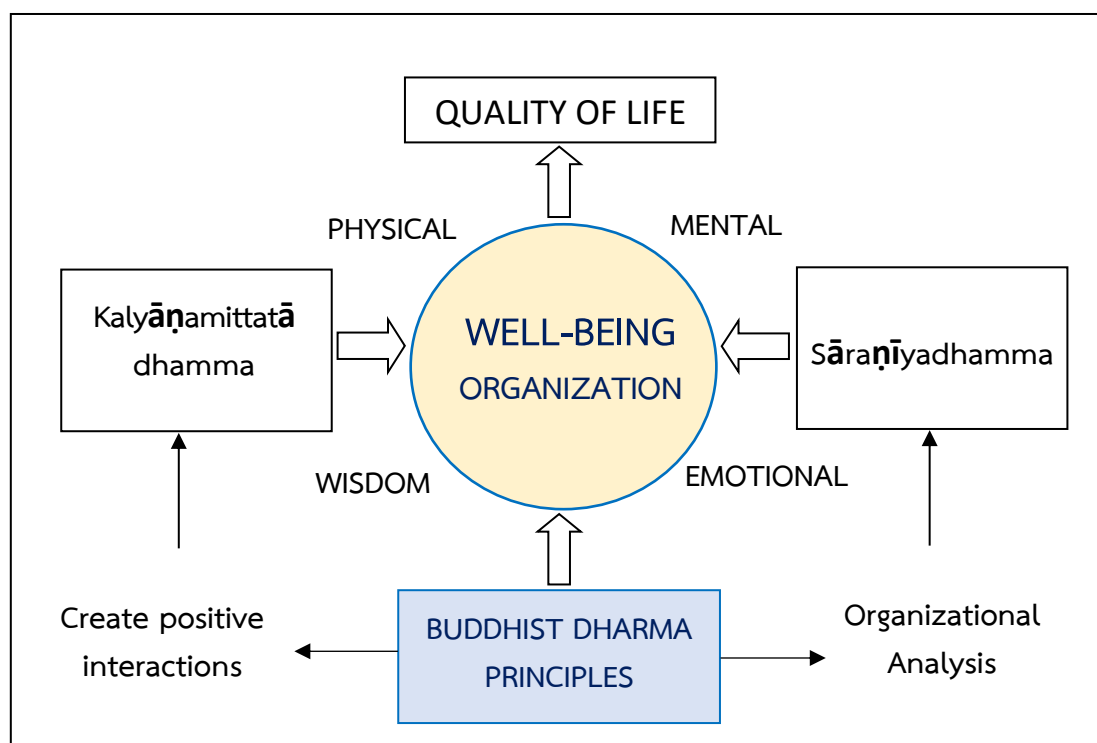 QUALITY OF LIFE
PHYSICAL
MENTAL
Kalyāṇamittatā
dhamma
WELL-BEING
ORGANIZATION
Sāraṇīyadhamma
WISDOM
EMOTIONAL
Create positive
interactions
BUDDHIST DHARMA
PRINCIPLES
Organizational
Analysis